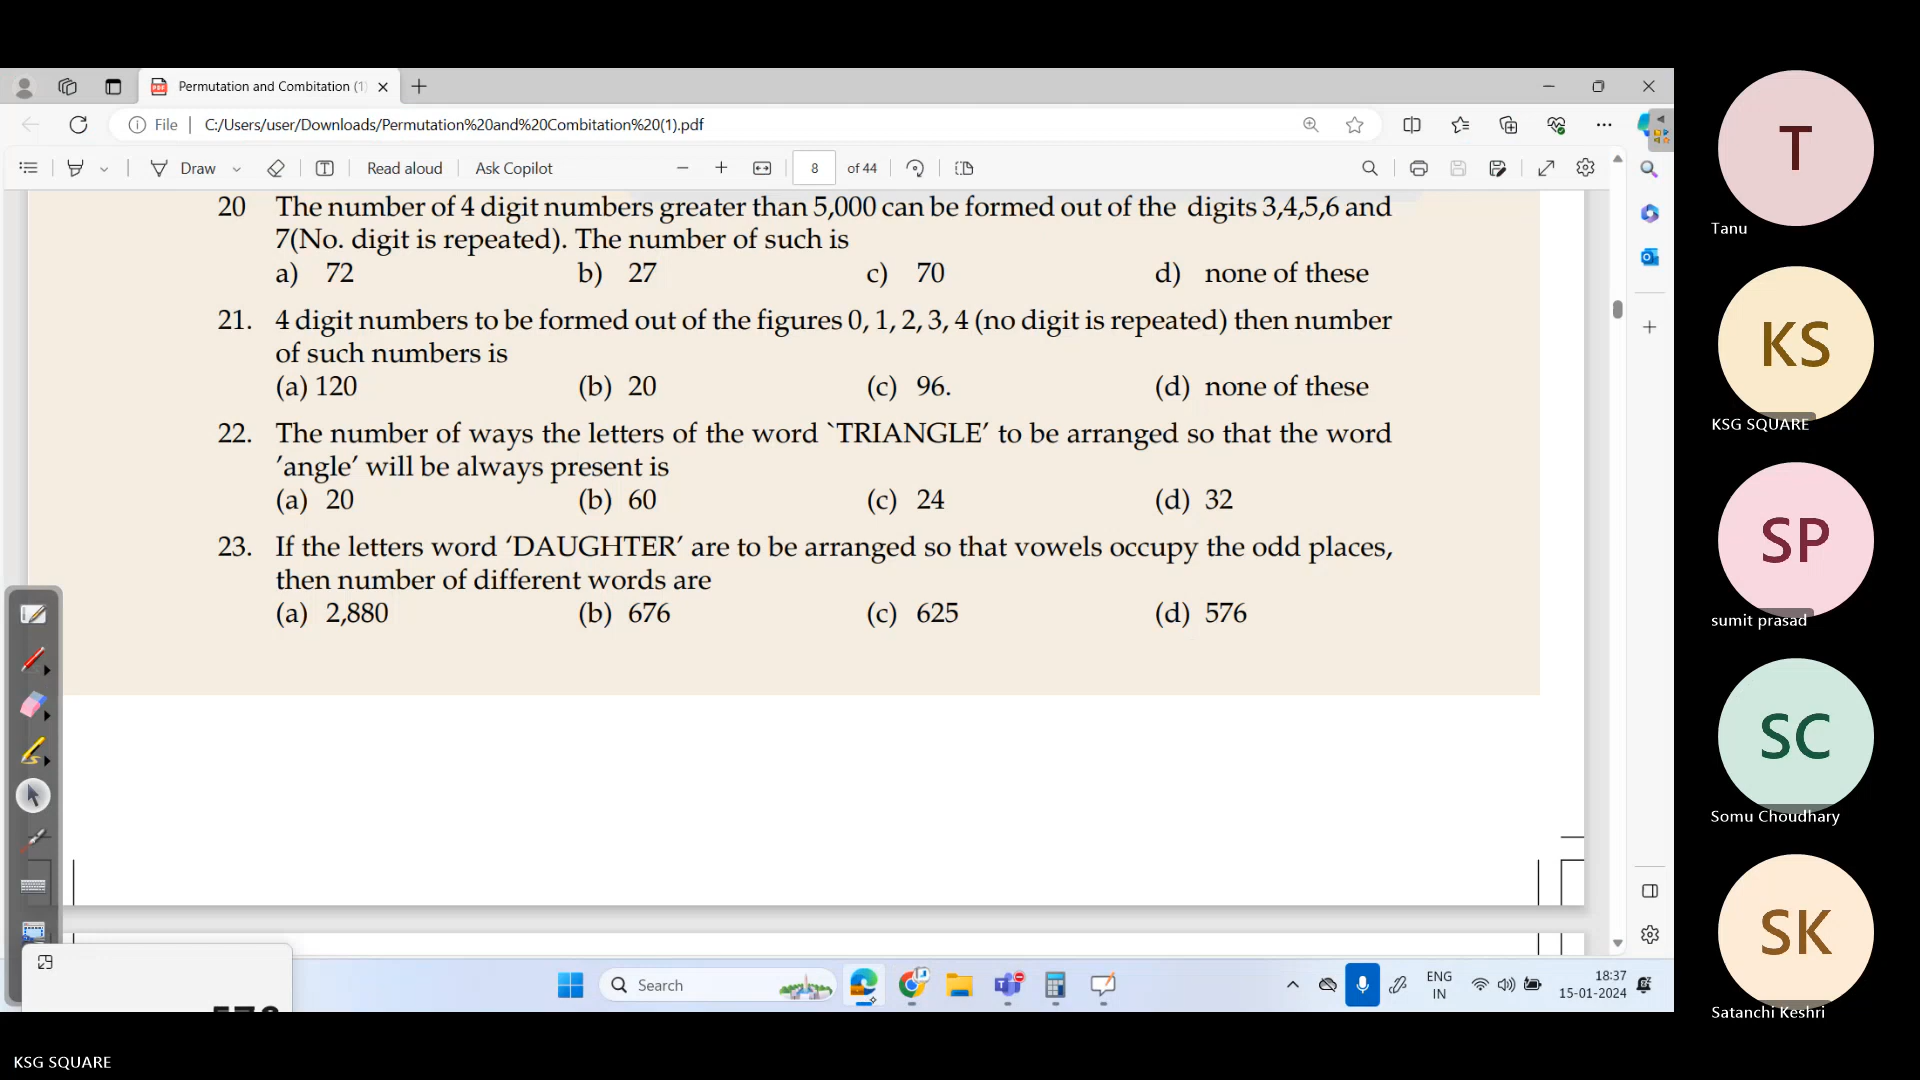 Permutation and Combitation (1)
File
C:/Users/user/Downloads/Permutation%20and%20Combitation%20(1).pdf
Draw
Read aloud
Ask Copilot
8
of 44
20 The number of 4 digit numbers greater than 5,000 can be formed out of the digits 3,4,5,6 and
7(No. digit is repeated). The number of such is
a) 72 b) 27 c) 70 d) none of these
21. 4 digit numbers to be formed out of the figures 0, 1, 2, 3, 4 (no digit is repeated) then number
of such numbers is
(a) 120 (b) 20 (c) 96. (d) none of these
22. The number of ways the letters of the word `TRIANGLE' to be arranged so that the word
'angle' will be always present is
(a) 20 (b) 60 (c) 24 (d) 32
23. If the letters word 'DAUGHTER' are to be arranged so that vowels occupy the odd places,
then number of different words are
(a) 2,880 (b) 676 (c) 625 (d) 576
Search
ENG
IN
18:37
15-01-2024
T
Tanu
KS
KSG SQUARE
SP
sumit prasad
SC
Somu Choudhary
SK
Satanchi Keshri
KSG SQUARE